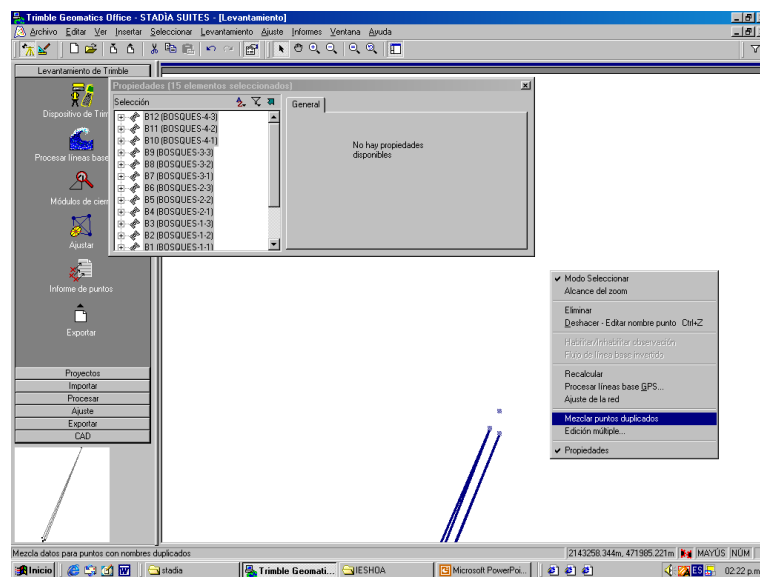 Trimble Geomatics Office - STADÌA SUITES - [Levantamiento]
Archivo Editar Ver Insertar Seleccionar Levantamiento Ajuste Informes Ventana Ayuda
Levantamiento de Trimble
Dispositivo de Trim
Procesar líneas base
Módulos de cierr
Ajustar
Informe de puntos
Exportar
Proyectos
Importar
Procesar
Ajuste
Exportar
CAD
Propiedades [15 elementos seleccionados]
Selección
B12 (BOSQUES-4-3)
B11 (BOSQUES-4-2)
B10 (BOSQUES-4-1)
B9 (BOSQUES-3-3)
B8 (BOSQUES-3-2)
B7 (BOSQUES-3-1)
B6 (BOSQUES-2-3)
B5 (BOSQUES-2-2)
B4 (BOSQUES-2-1)
B3 (BOSQUES-1-3)
B2 (BOSQUES-1-2)
B1 (BOSQUES-1-1)
General
No hay propiedades
disponibles
Modo Seleccionar
Alcance del zoom
Eliminar
Deshacer - Editar nombre punto Ctrl+Z
Habilitar/Inhabilitar observación
Flujo de línea base invertido
Recalcular
Procesar líneas base GPS...
Ajuste de la red
Mezclar puntos duplicados
Edición múltiple...
Propiedades
Mezcla datos para puntos con nombres duplicados
2143258.344m, 471985.221m
MAYÚS
NÚM
Inicio
stadia
Trimble Geomati...
IESHOA
Microsoft PowerPoi...
ES
02:22 p.m